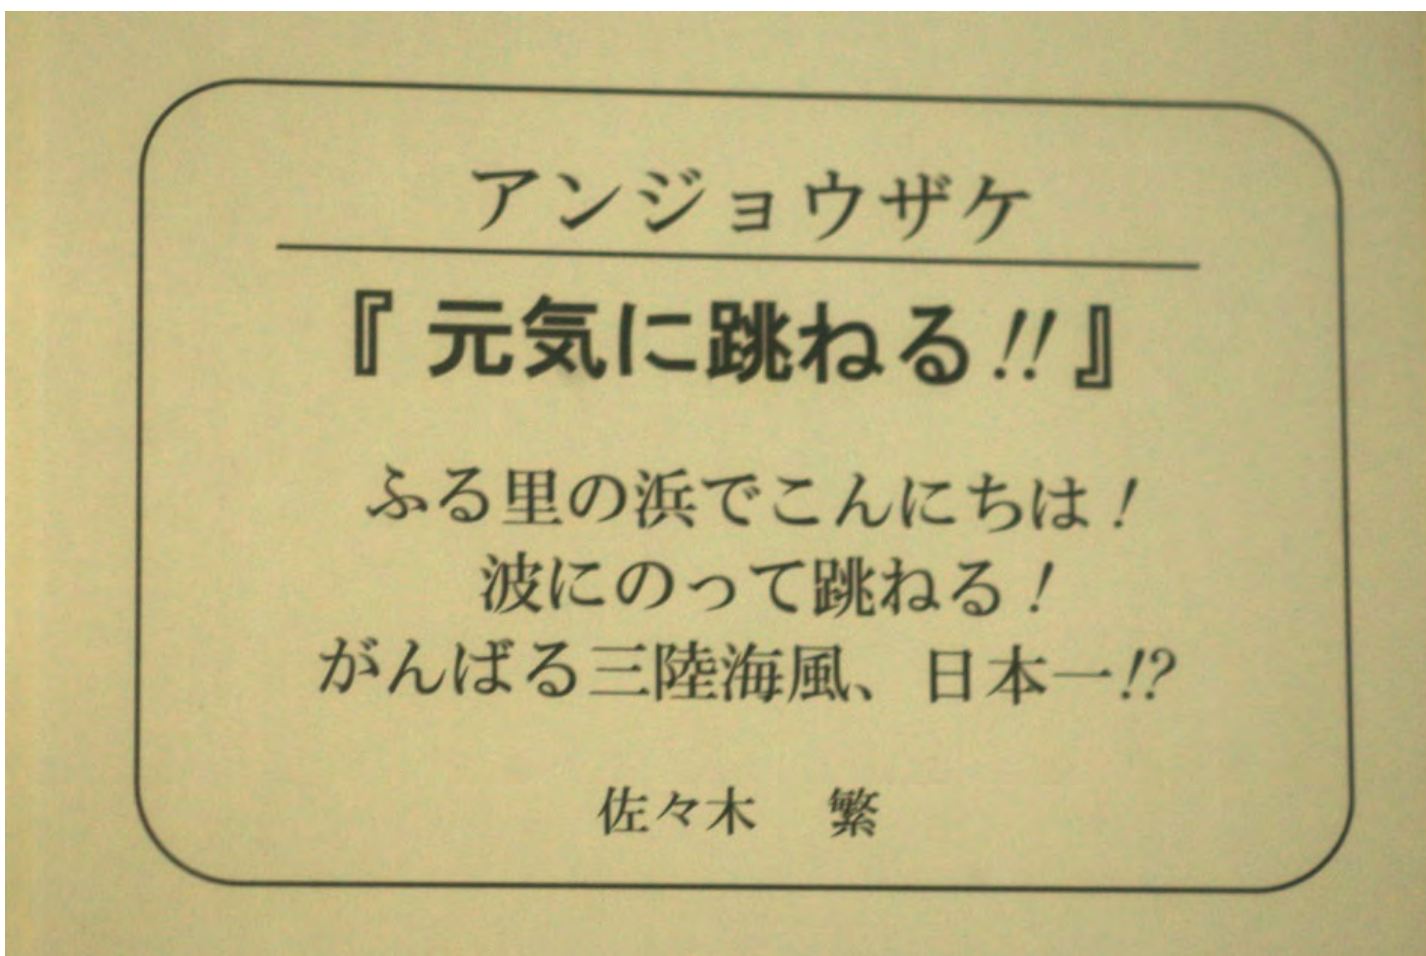 アンジョウザケ
『元気に跳ねる!!』
ふる里の浜でこんにちは!
波にのって跳ねる!
がんばる三陸海風、日本一!?
佐々木 繁